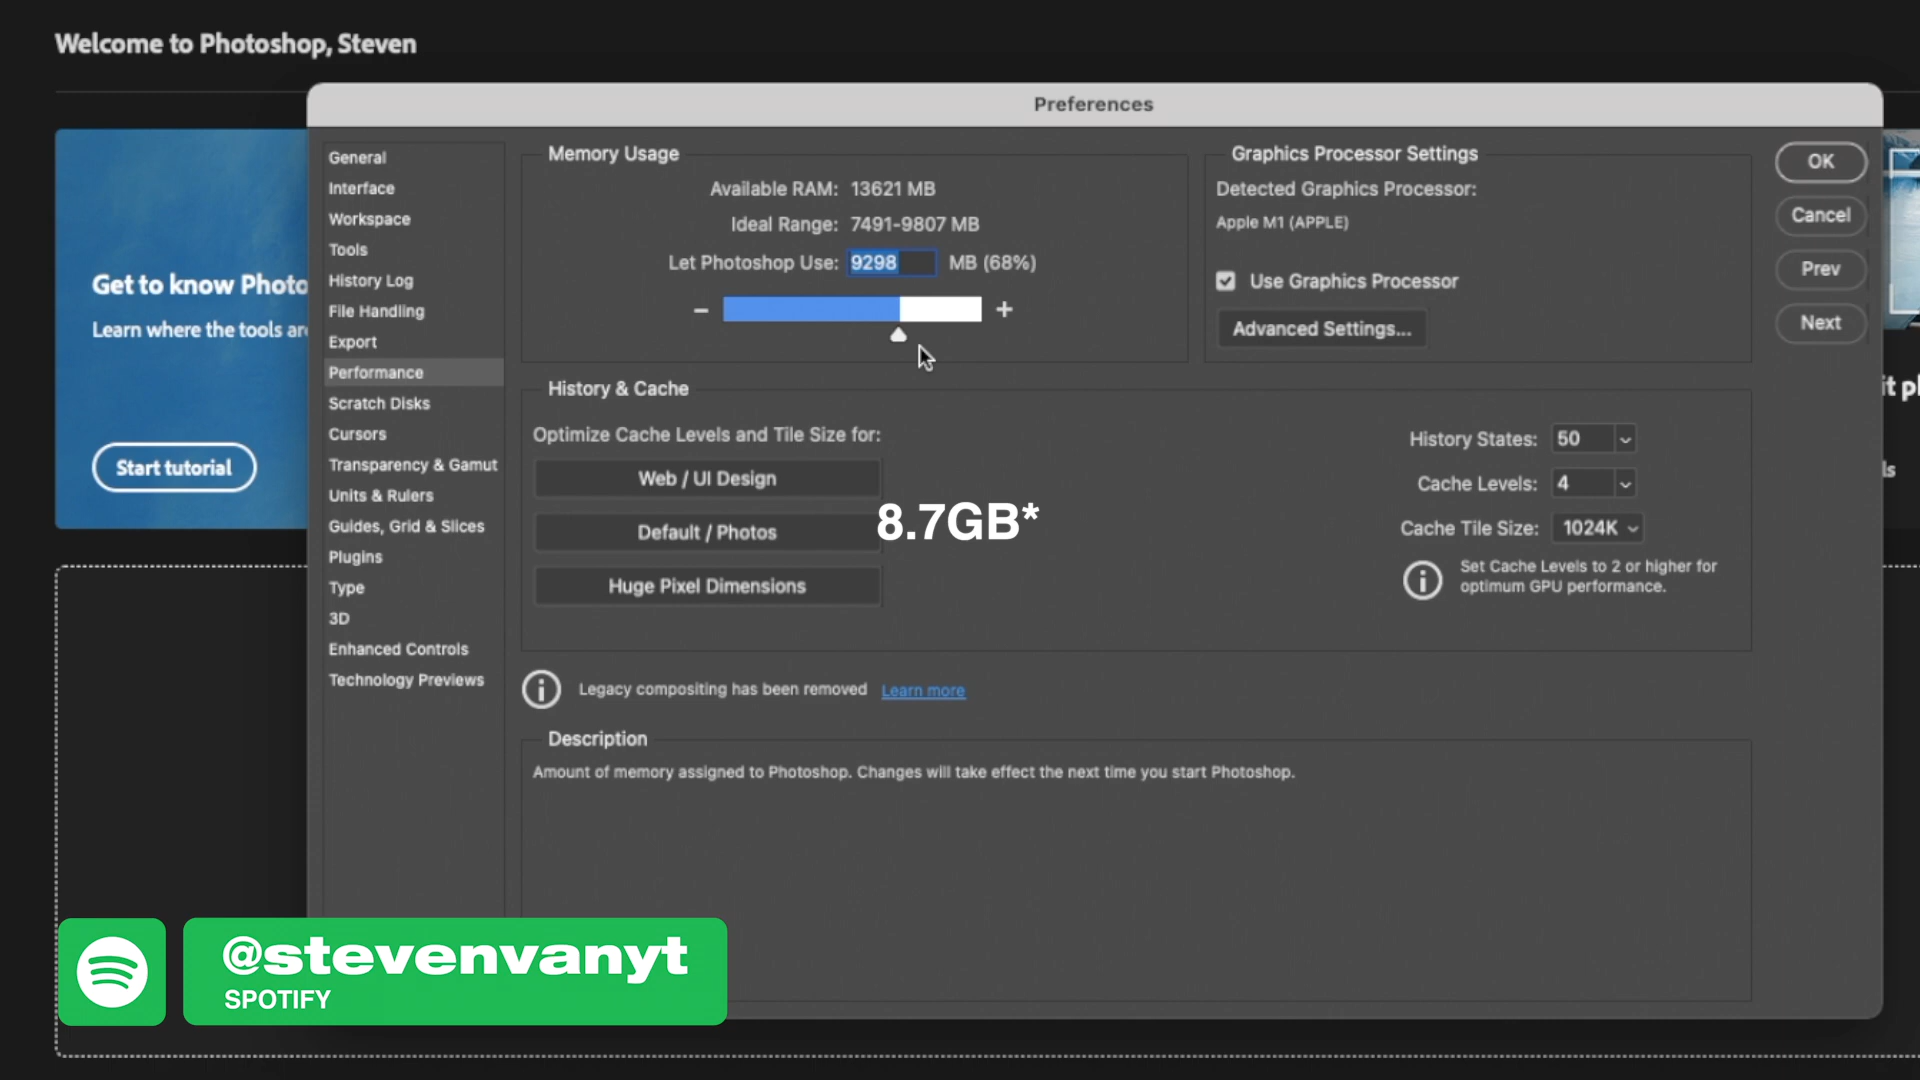 Welcome to Photoshop, Steven
Preferences
Get to know Photo
Learn where the tools are
Start tutorial
General
Interface
Workspace
Tools
History Log
File Handling
Export
Performance
Scratch Disks
Cursors
Transparency & Gamut
Units & Rulers
Guides, Grid & Slices
Plugins
Type
3D
Enhanced Controls
Technology Previews
Memory Usage
Available RAM: 13621 MB
Ideal Range: 7491-9807 MB
Let Photoshop Use: 9298 MB (68%)
− +
Graphics Processor Settings
Detected Graphics Processor:
Apple M1 (APPLE)
Use Graphics Processor
Advanced Settings...
OK
Cancel
Prev
Next
History & Cache
Optimize Cache Levels and Tile Size for:
Web / UI Design
Default / Photos
Huge Pixel Dimensions
8.7GB*
History States: 50
Cache Levels: 4
Cache Tile Size: 1024K
Set Cache Levels to 2 or higher for
optimum GPU performance.
Legacy compositing has been removed Learn more
Description
Amount of memory assigned to Photoshop. Changes will take effect the next time you start Photoshop.
it pl
ls
@stevenvanyt
SPOTIFY